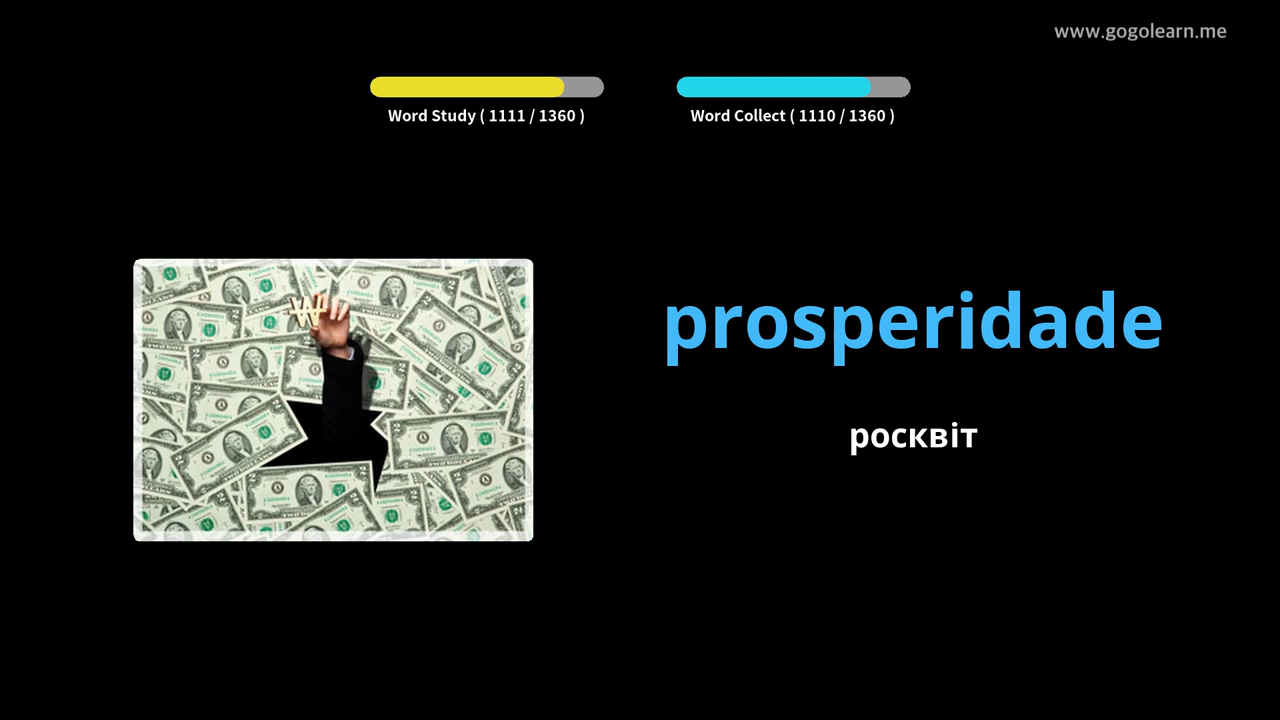 www.gogolearn.me
Word Study ( 1111 / 1360 )
Word Collect ( 1110 / 1360 )
prosperidade
росквіт